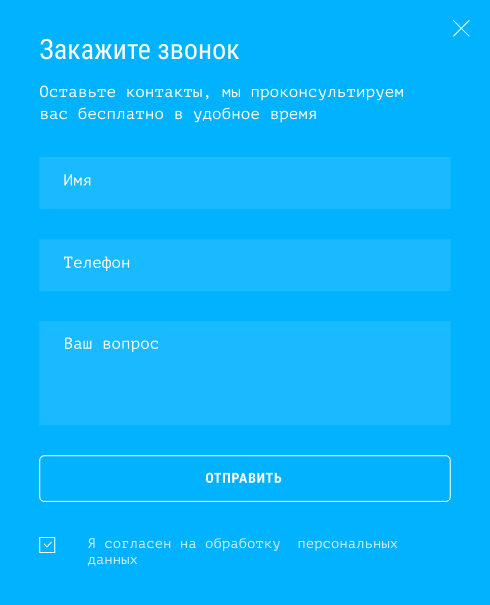 Закажите звонок
Оставьте контакты, мы проконсультируем
вас бесплатно в удобное время
Имя
Телефон
Ваш вопрос
ОТПРАВИТЬ
Я согласен на обработку персональных
данных